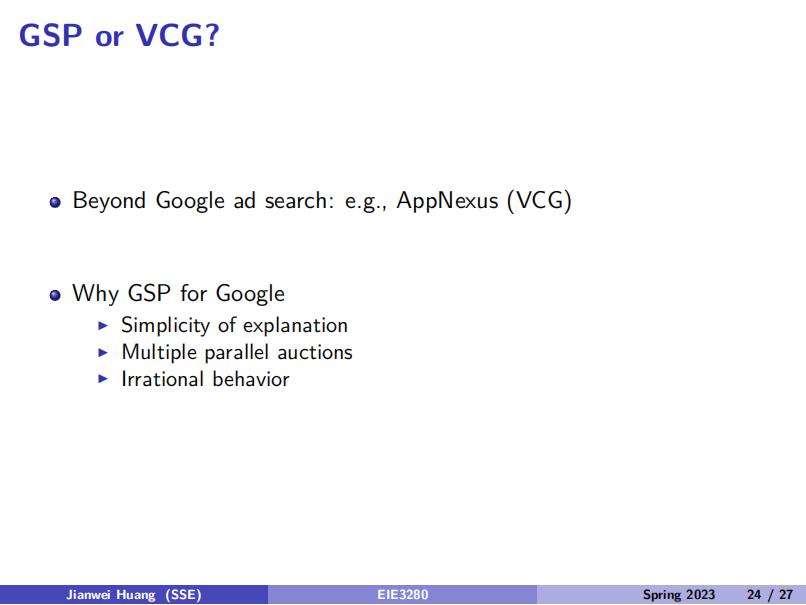 GSP or VCG?
Beyond Google ad search: e.g., AppNexus (VCG)
Why GSP for Google
Simplicity of explanation
Multiple parallel auctions
Irrational behavior
Jianwei Huang (SSE) EIE3280 Spring 2023 24 / 27